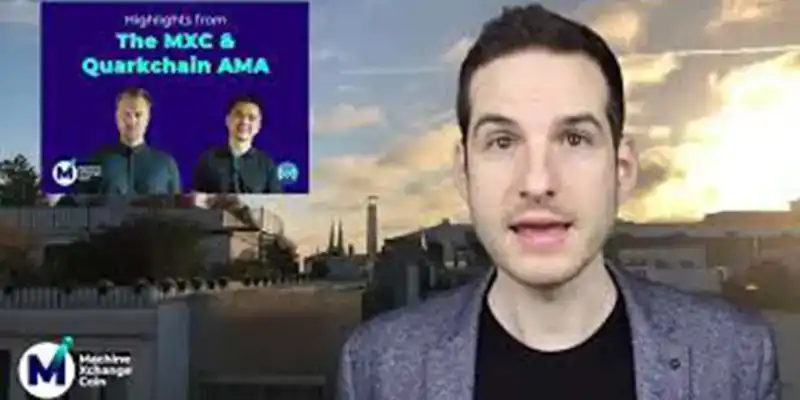 Highlights from
The MXC &
Quarkchain AMA
Machine
Xchange
Coin